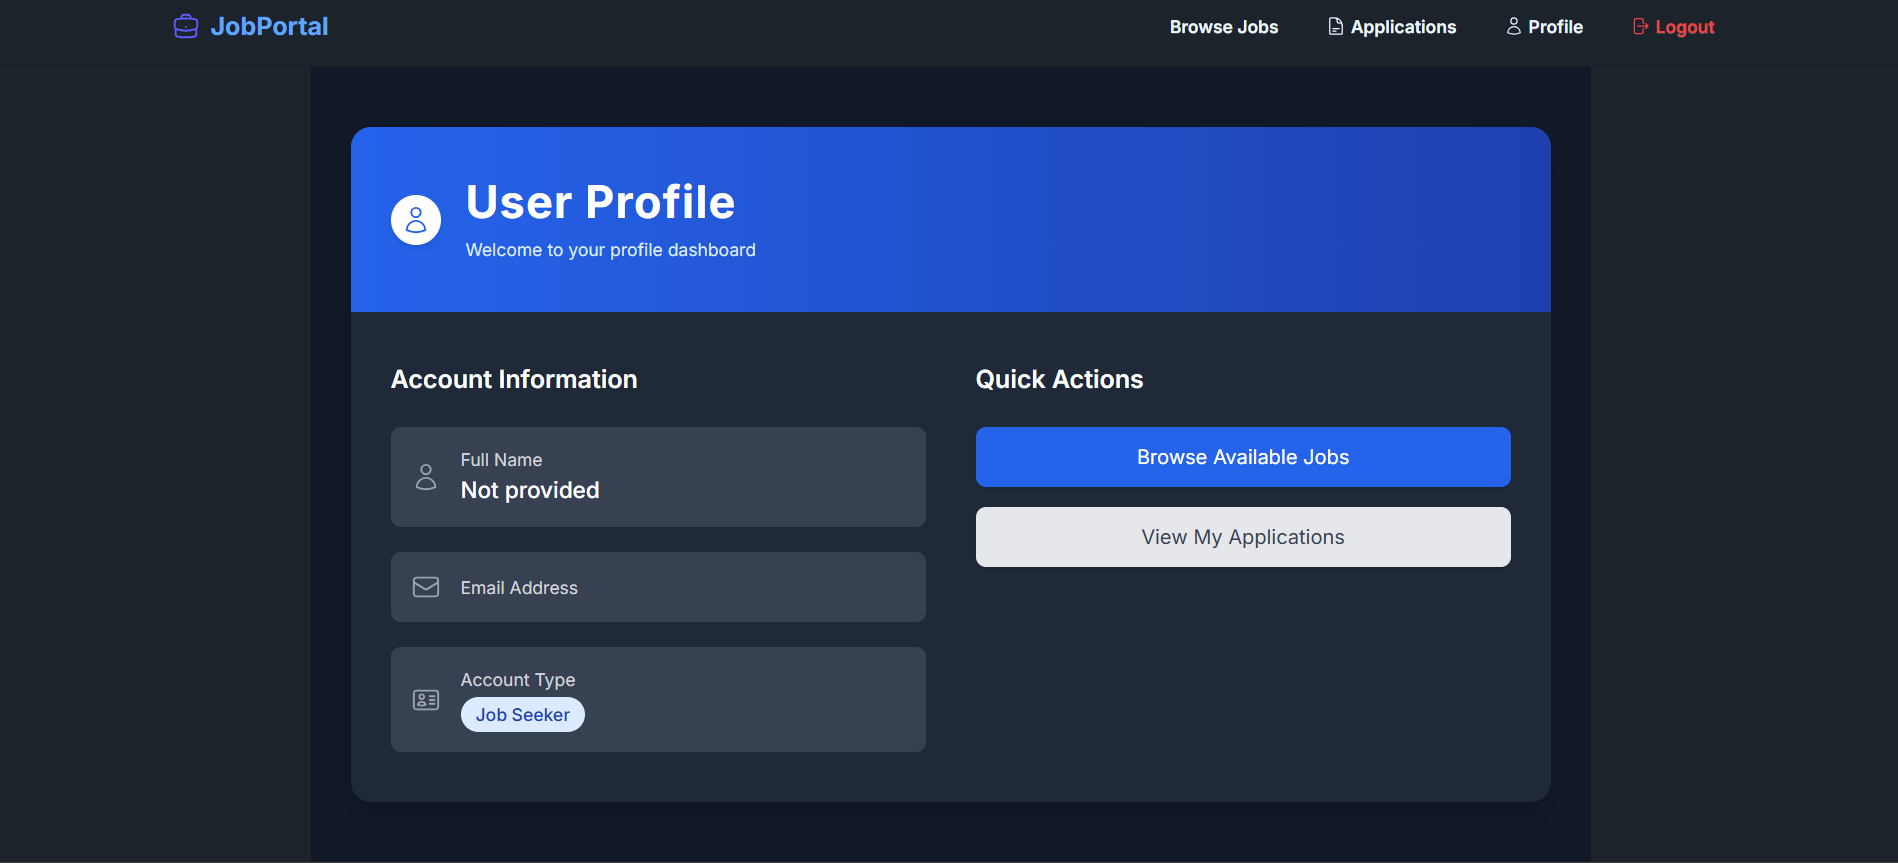 JobPortal
Browse Jobs
Applications
Profile
Logout
User Profile
Welcome to your profile dashboard
Account Information
Full Name
Not provided
Email Address
Account Type
Job Seeker
Quick Actions
Browse Available Jobs
View My Applications